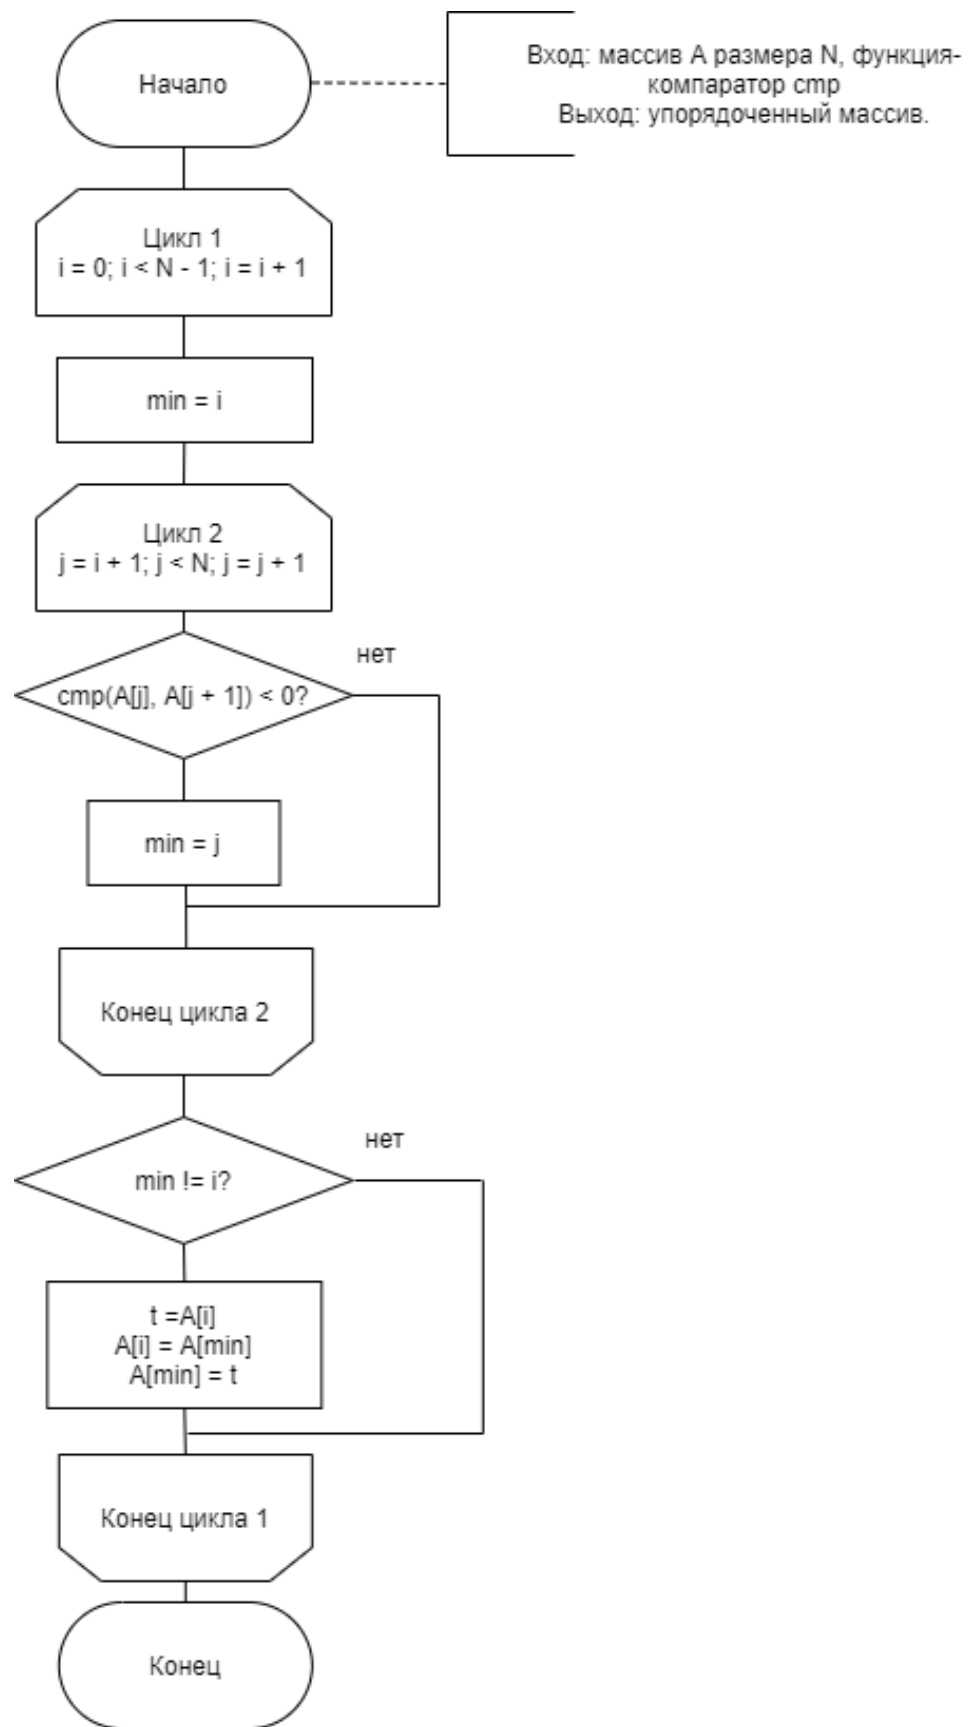 Начало
Вход: массив A размера N, функция-
компаратор cmp
Выход: упорядоченный массив.
Цикл 1
i = 0; i < N - 1; i = i + 1
min = i
Цикл 2
j = i + 1; j < N; j = j + 1
нет
cmp(A[j], A[j + 1]) < 0?
min = j
Конец цикла 2
нет
min != i?
t =A[i]
A[i] = A[min]
A[min] = t
Конец цикла 1
Конец